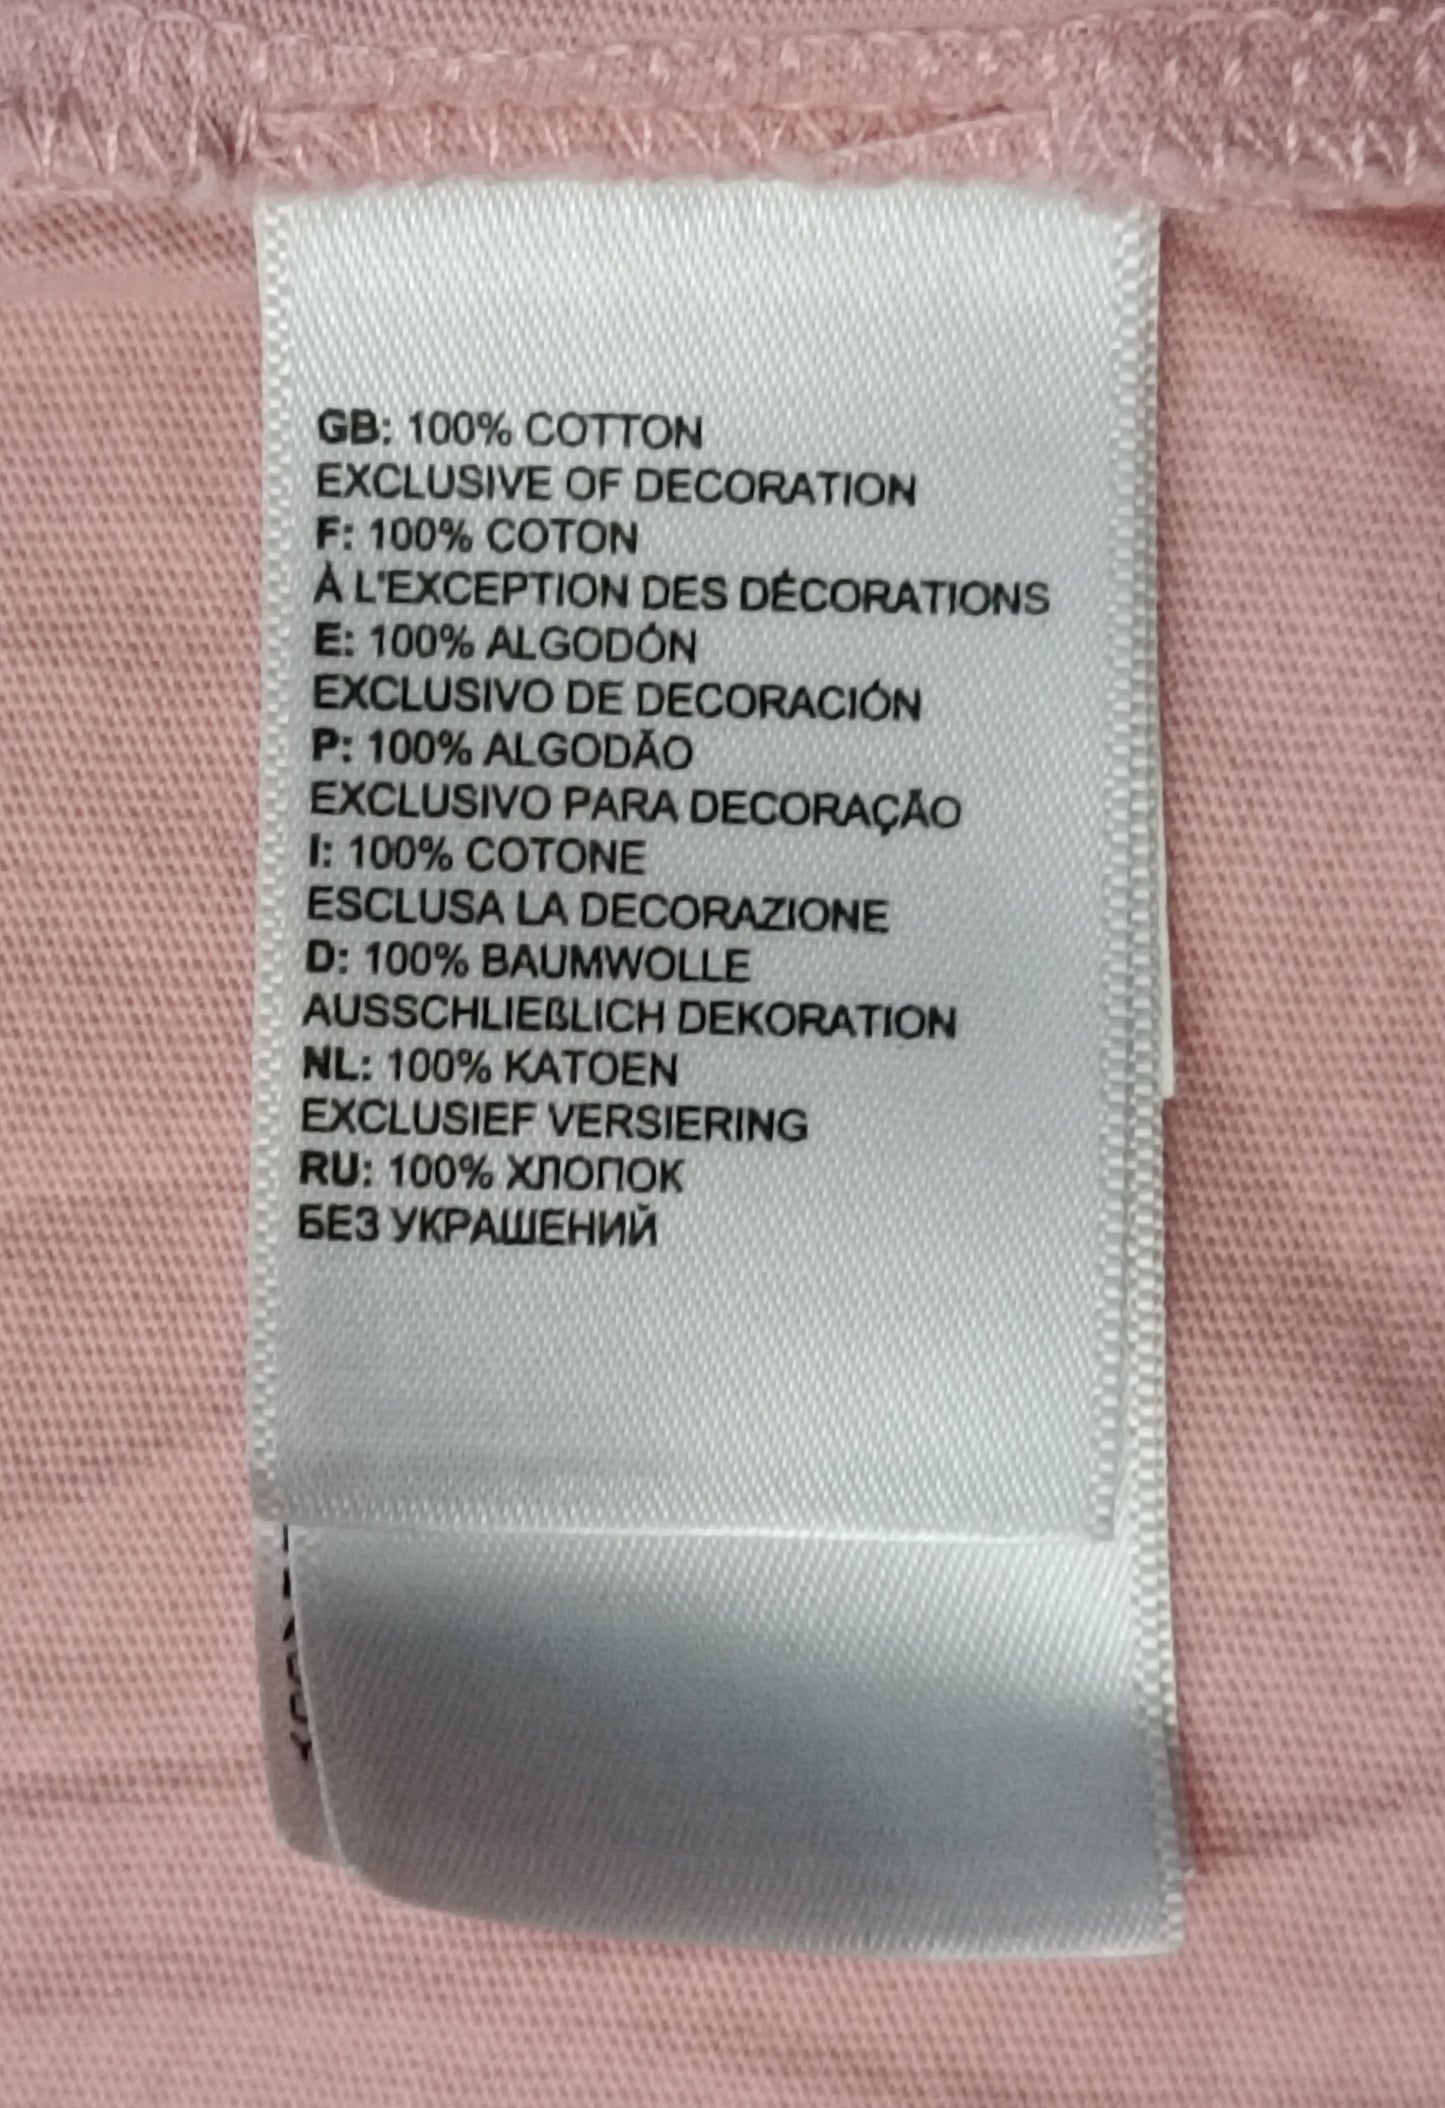 GB: 100% COTTON
EXCLUSIVE OF DECORATION
F: 100% COTON
À L'EXCEPTION DES DÉCORATIONS
E: 100% ALGODÓN
EXCLUSIVO DE DECORACIÓN
P: 100% ALGODÃO
EXCLUSIVO PARA DECORAÇÃO
I: 100% COTONE
ESCLUSA LA DECORAZIONE
D: 100% BAUMWOLLE
AUSSCHLIEßLICH DEKORATION
NL: 100% KATOEN
EXCLUSIEF VERSIERING
RU: 100% ХЛОПОК
БЕЗ УКРАШЕНИЙ